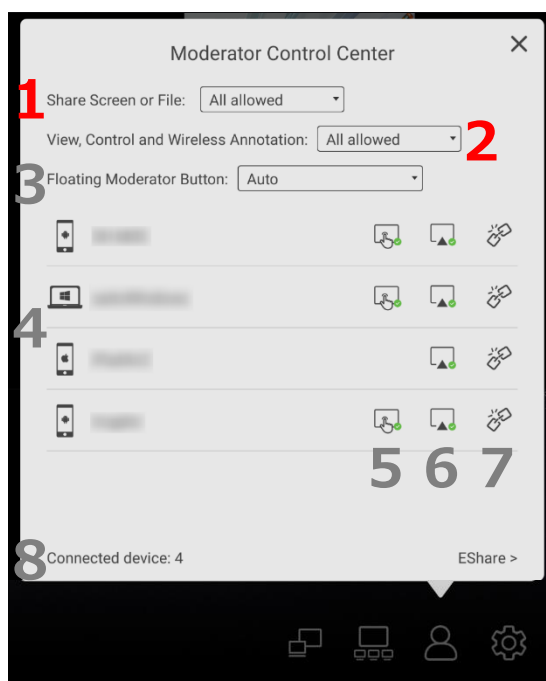 Moderator Control Center
1 Share Screen or File: All allowed
View, Control and Wireless Annotation: All allowed 2
3 Floating Moderator Button: Auto
4
5 6 7
8 Connected device: 4 EShare >